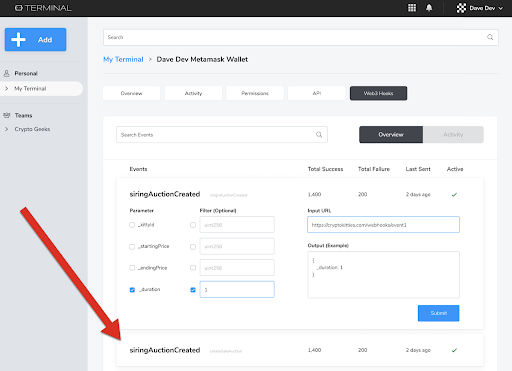 TERMINAL
Dave Dev
Add
Search
My Terminal > Dave Dev Metamask Wallet
Personal
My Terminal
Teams
Crypto Geeks
Overview Activity Permissions API Web3 Hooks
Search Events
Overview Activity
Events Total Success Total Failure Last Sent Active
siringAuctionCreated 1,400 200 2 days ago
Parameter Filter (Optional) Input URL
_kittyId uint256 https://cryptokitties.com/webhooks/event1
_startingPrice uint256 Output (Example)
_endingPrice uint256 {
_duration: 1
}
_duration 1
Submit
siringAuctionCreated 1,400 200 2 days ago